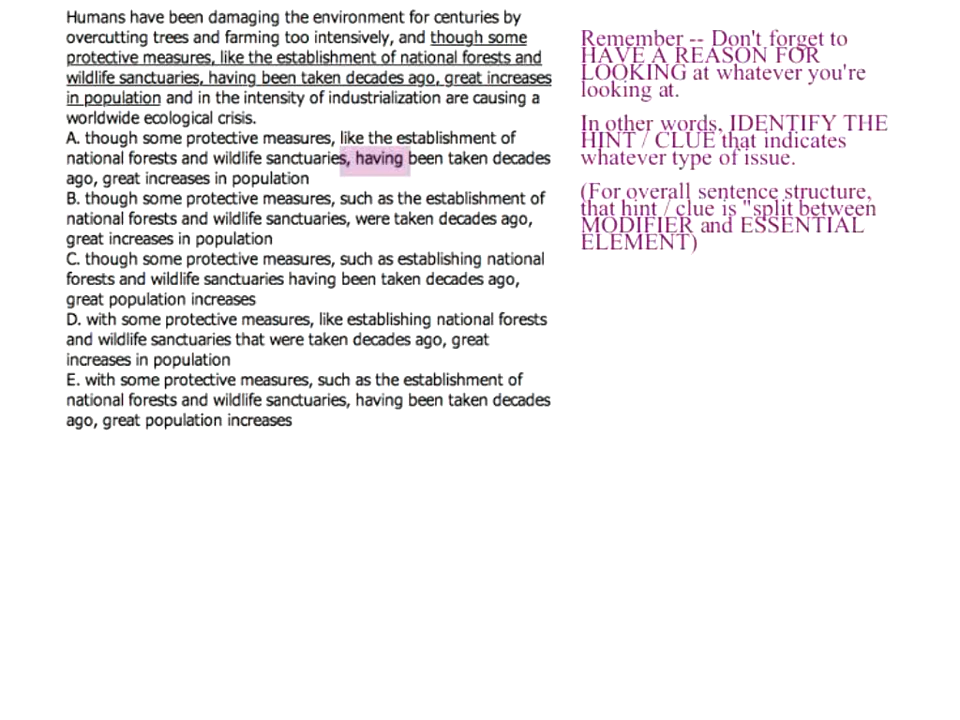 Humans have been damaging the environment for centuries by
overcutting trees and farming too intensively, and though some
protective measures, like the establishment of national forests and
wildlife sanctuaries, having been taken decades ago, great increases
in population and in the intensity of industrialization are causing a
worldwide ecological crisis.
A. though some protective measures, like the establishment of
national forests and wildlife sanctuaries, having been taken decades
ago, great increases in population
B. though some protective measures, such as the establishment of
national forests and wildlife sanctuaries, were taken decades ago,
great increases in population
C. though some protective measures, such as establishing national
forests and wildlife sanctuaries having been taken decades ago,
great population increases
D. with some protective measures, like establishing national forests
and wildlife sanctuaries that were taken decades ago, great
increases in population
E. with some protective measures, such as the establishment of
national forests and wildlife sanctuaries, having been taken decades
ago, great population increases
Remember -- Don't forget to
HAVE A REASON FOR
LOOKING at whatever you're
looking at.
In other words, IDENTIFY THE
HINT / CLUE that indicates
whatever type of issue.
(For overall sentence structure,
that hint / clue is "split between
MODIFIER and ESSENTIAL
ELEMENT)